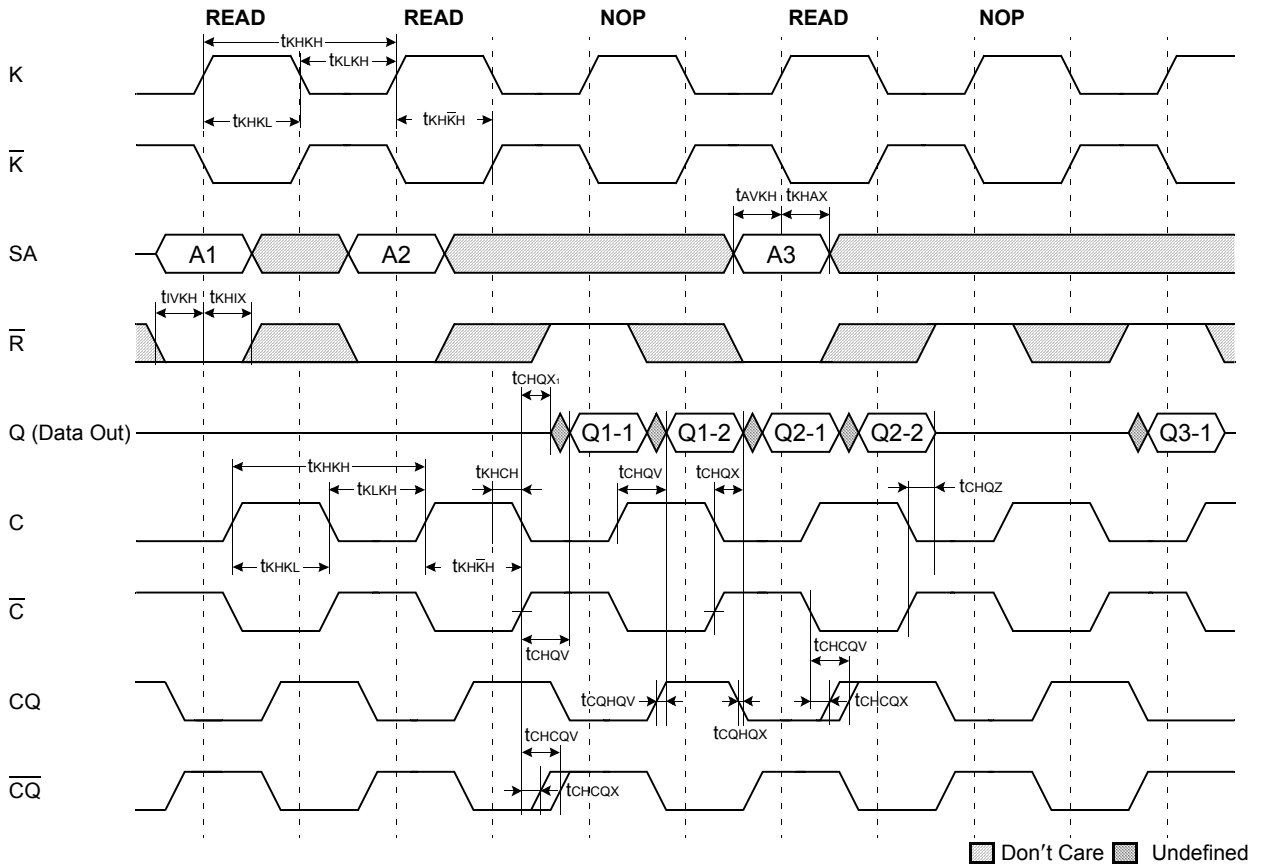 READ READ NOP READ NOP
tKHKH
tKLKH
K
tKHKL tKHK̅H
K̅
tAVKH tKHAX
SA A1 A2 A3
tIVKH tKHIX
R̅
tCHQX1
Q (Data Out) Q1-1 Q1-2 Q2-1 Q2-2 Q3-1
tKHKH tKHCH tCHQV tCHQX
tKLKH tCHQZ
C
tKHKL tKHK̅H
C̅
tCHQV tCHCQV
CQ tCQHQV tCHCQX
tCQHQX
tCHCQV
C̅Q̅ tCHCQX
Don't Care Undefined